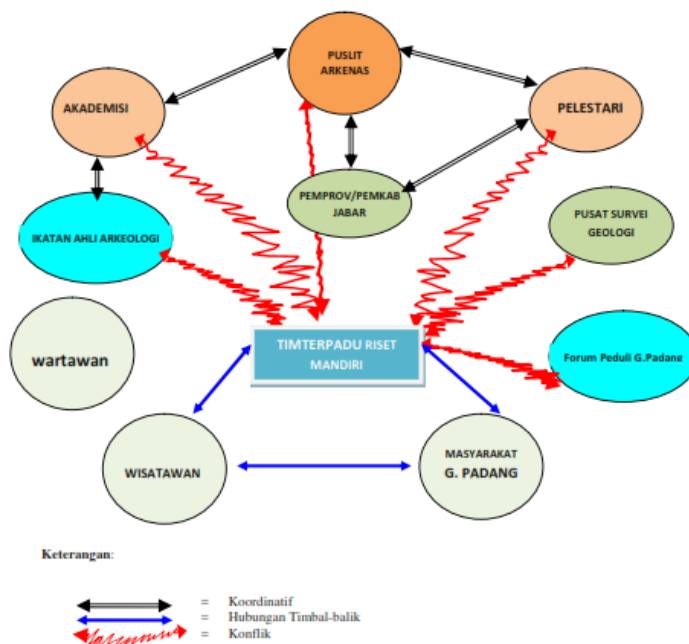 PUSLIT
ARKENAS
AKADEMISI
PELESTARI
PEMPROV/PEMKAB
JABAR
IKATAN AHLI ARKEOLOGI
PUSAT SURVEI
GEOLOGI
wartawan
TIMTERPADU RISET
MANDIRI
Forum Peduli G.Padang
WISATAWAN
MASYARAKAT
G. PADANG
Keterangan:
= Koordinatif
= Hubungan Timbal-balik
= Konflik